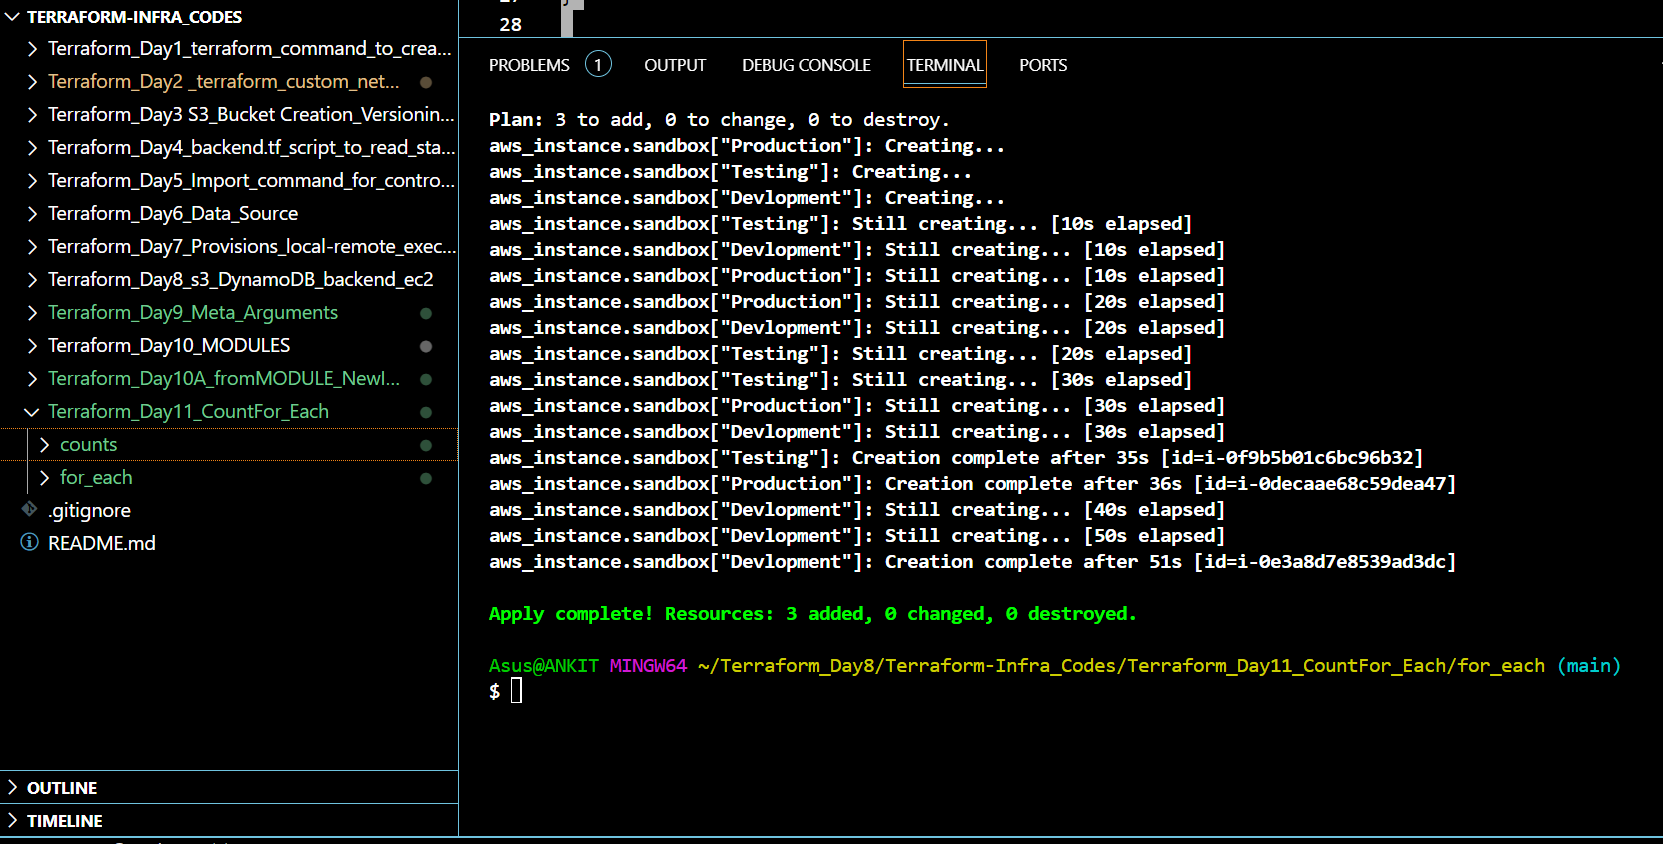 TERRAFORM-INFRA_CODES
Terraform_Day1_terraform_command_to_crea...
Terraform_Day2 _terraform_custom_net...
Terraform_Day3 S3_Bucket Creation_Versionin...
Terraform_Day4_backend.tf_script_to_read_sta...
Terraform_Day5_Import_command_for_contro...
Terraform_Day6_Data_Source
Terraform_Day7_Provisions_local-remote_exec...
Terraform_Day8_s3_DynamoDB_backend_ec2
Terraform_Day9_Meta_Arguments
Terraform_Day10_MODULES
Terraform_Day10A_fromMODULE_NewI...
Terraform_Day11_CountFor_Each
counts
for_each
.gitignore
README.md
OUTLINE
TIMELINE
28
PROBLEMS 1 OUTPUT DEBUG CONSOLE TERMINAL PORTS
Plan: 3 to add, 0 to change, 0 to destroy.
aws_instance.sandbox["Production"]: Creating...
aws_instance.sandbox["Testing"]: Creating...
aws_instance.sandbox["Devlopment"]: Creating...
aws_instance.sandbox["Testing"]: Still creating... [10s elapsed]
aws_instance.sandbox["Devlopment"]: Still creating... [10s elapsed]
aws_instance.sandbox["Production"]: Still creating... [10s elapsed]
aws_instance.sandbox["Production"]: Still creating... [20s elapsed]
aws_instance.sandbox["Devlopment"]: Still creating... [20s elapsed]
aws_instance.sandbox["Testing"]: Still creating... [20s elapsed]
aws_instance.sandbox["Testing"]: Still creating... [30s elapsed]
aws_instance.sandbox["Production"]: Still creating... [30s elapsed]
aws_instance.sandbox["Devlopment"]: Still creating... [30s elapsed]
aws_instance.sandbox["Testing"]: Creation complete after 35s [id=i-0f9b5b01c6bc96b32]
aws_instance.sandbox["Production"]: Creation complete after 36s [id=i-0decaae68c59dea47]
aws_instance.sandbox["Devlopment"]: Still creating... [40s elapsed]
aws_instance.sandbox["Devlopment"]: Still creating... [50s elapsed]
aws_instance.sandbox["Devlopment"]: Creation complete after 51s [id=i-0e3a8d7e8539ad3dc]
Apply complete! Resources: 3 added, 0 changed, 0 destroyed.
Asus@ANKIT MINGW64 ~/Terraform_Day8/Terraform-Infra_Codes/Terraform_Day11_CountFor_Each/for_each (main)
$